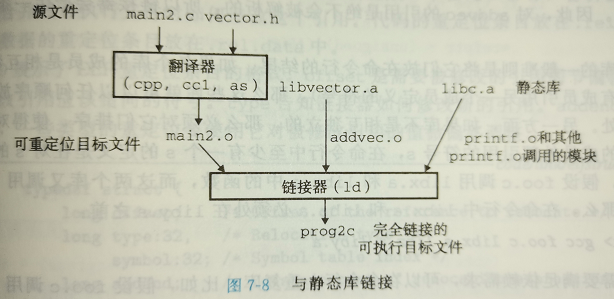 源文件
main2.c vector.h
翻译器
(cpp, cc1, as)
libvector.a
libc.a 静态库
可重定位目标文件
main2.o
addvec.o
printf.o和其他
printf.o调用的模块
链接器 (ld)
prog2c
完全链接的
可执行目标文件
图 7-8 与静态库链接